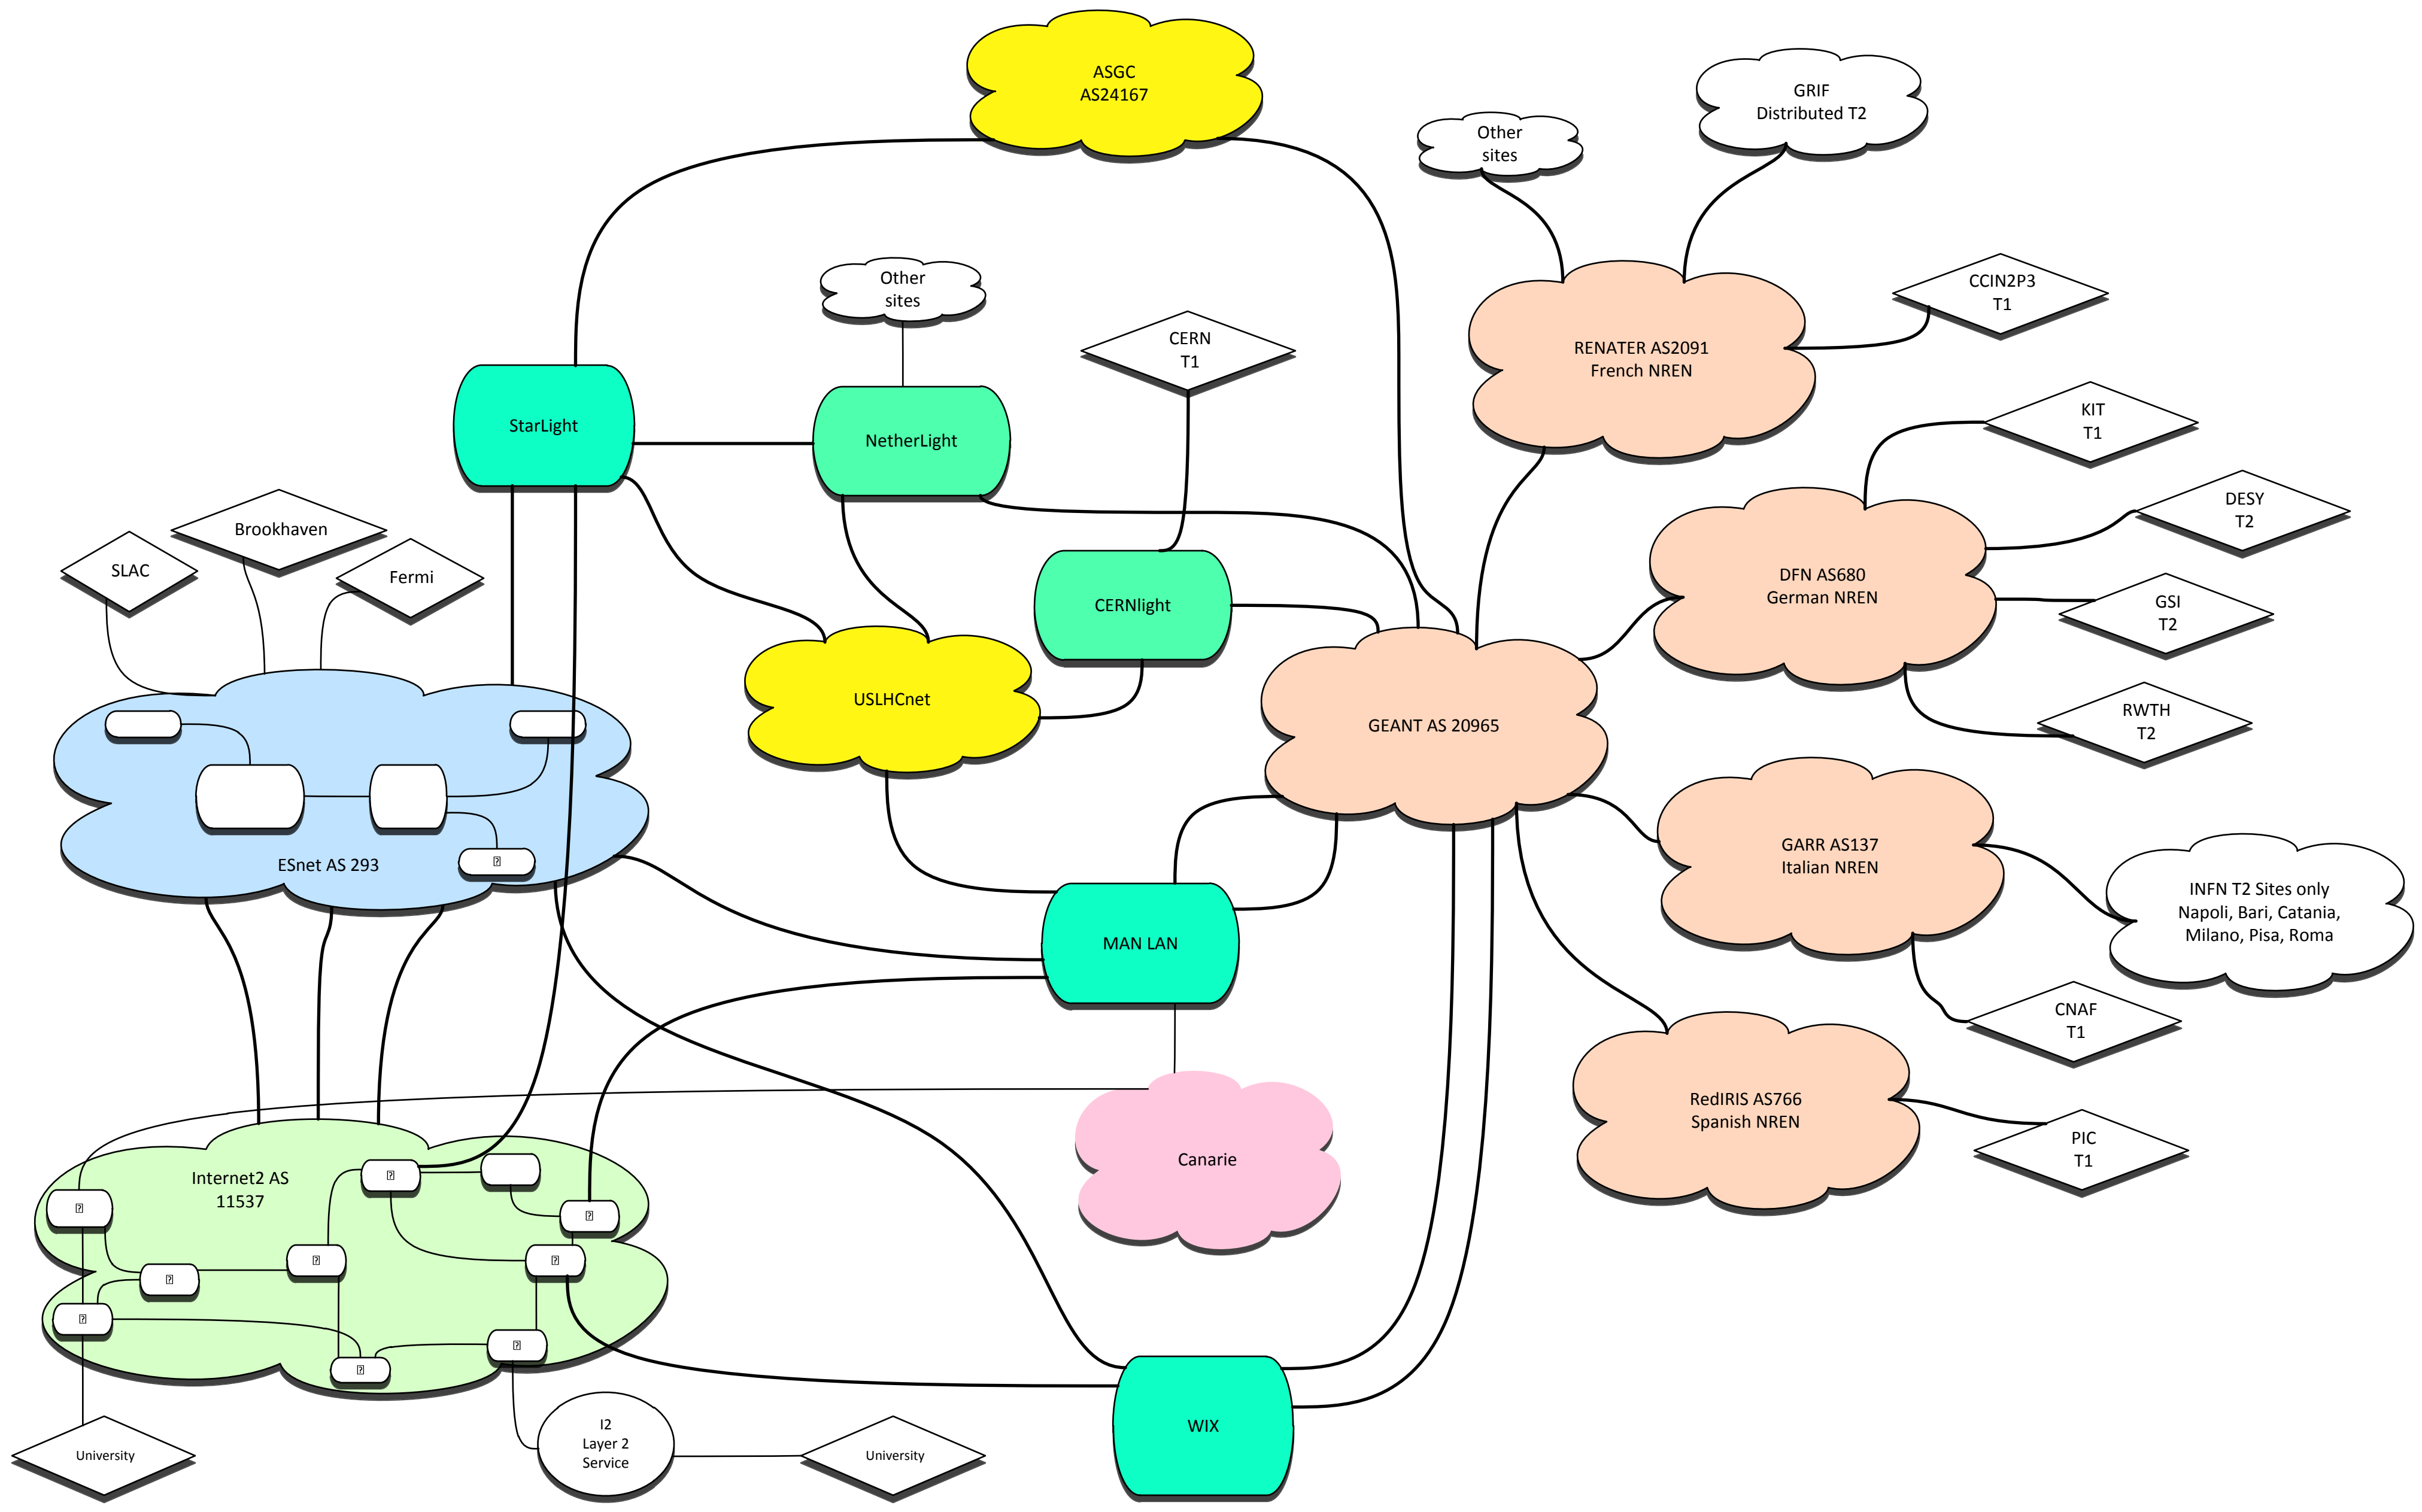 ASGC
AS24167
GRIF
Distributed T2
Other
sites
Other
sites
CCIN2P3
T1
CERN
T1
RENATER AS2091
French NREN
KIT
T1
StarLight
NetherLight
DESY
T2
Brookhaven
SLAC
Fermi
DFN AS680
German NREN
CERNlight
GSI
T2
USLHCnet
GEANT AS 20965
RWTH
T2
ESnet AS 293
GARR AS137
Italian NREN
INFN T2 Sites only
Napoli, Bari, Catania,
Milano, Pisa, Roma
MAN LAN
CNAF
T1
RedIRIS AS766
Spanish NREN
PIC
T1
Canarie
Internet2 AS
11537
I2
Layer 2
Service
WIX
University
University